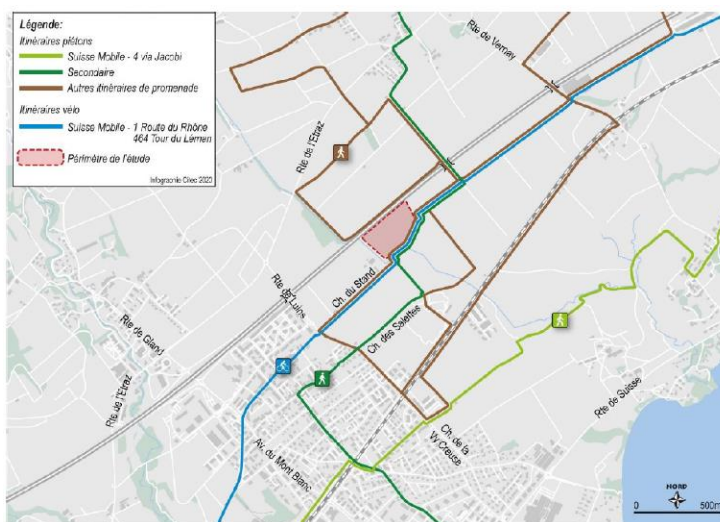 Légende:
Itinéraires piétons
Suisse Mobile - 4 via Jacobi
Secondaire
Autres itinéraires de promenade
Itinéraires vélo
Suisse Mobile - 1 Route du Rhône
464 Tour du Léman
Périmètre de l'étude
Infographie Citec 2023
Rte de Vernay
Rte de l'Etraz
Rte de Luins
Ch. du Stand
Ch. des Salettes
Rte de Gland
Rte de l'Etraz
Rte de Suisse
Ch. de la
W Creuse
Av. du Mont Blanc
NORD
0 500m